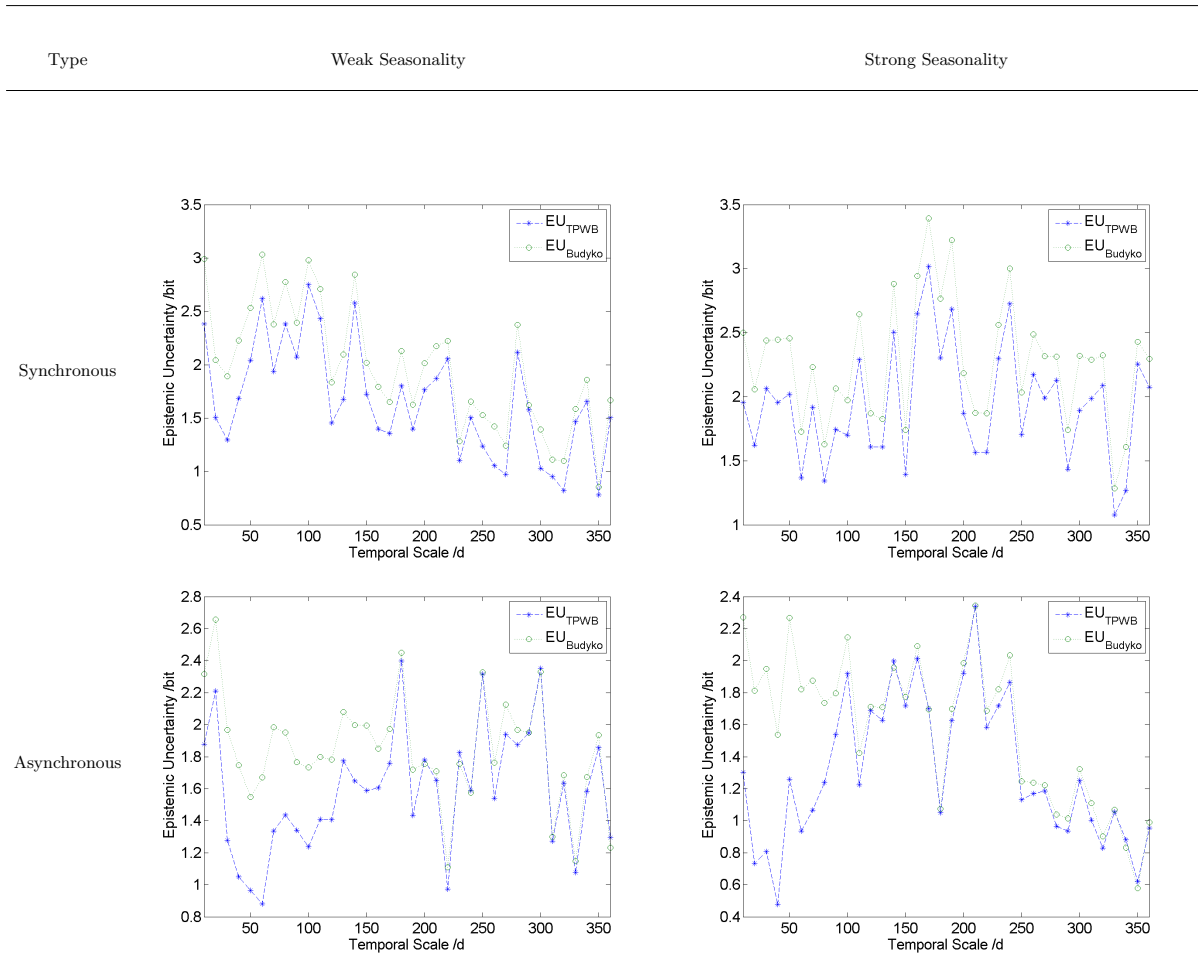 Type Weak Seasonality Strong Seasonality
Synchronous
3.5
3
2.5
2
1.5
1
0.5
50 100 150 200 250 300 350
Temporal Scale /d
Epistemic Uncertainty /bit
EU_TPWB
EU_Budyko
3.5
3
2.5
2
1.5
1
50 100 150 200 250 300 350
Temporal Scale /d
Epistemic Uncertainty /bit
EU_TPWB
EU_Budyko
Asynchronous
2.8
2.6
2.4
2.2
2
1.8
1.6
1.4
1.2
1
0.8
50 100 150 200 250 300 350
Temporal Scale /d
Epistemic Uncertainty /bit
EU_TPWB
EU_Budyko
2.4
2.2
2
1.8
1.6
1.4
1.2
1
0.8
0.6
0.4
50 100 150 200 250 300 350
Temporal Scale /d
Epistemic Uncertainty /bit
EU_TPWB
EU_Budyko